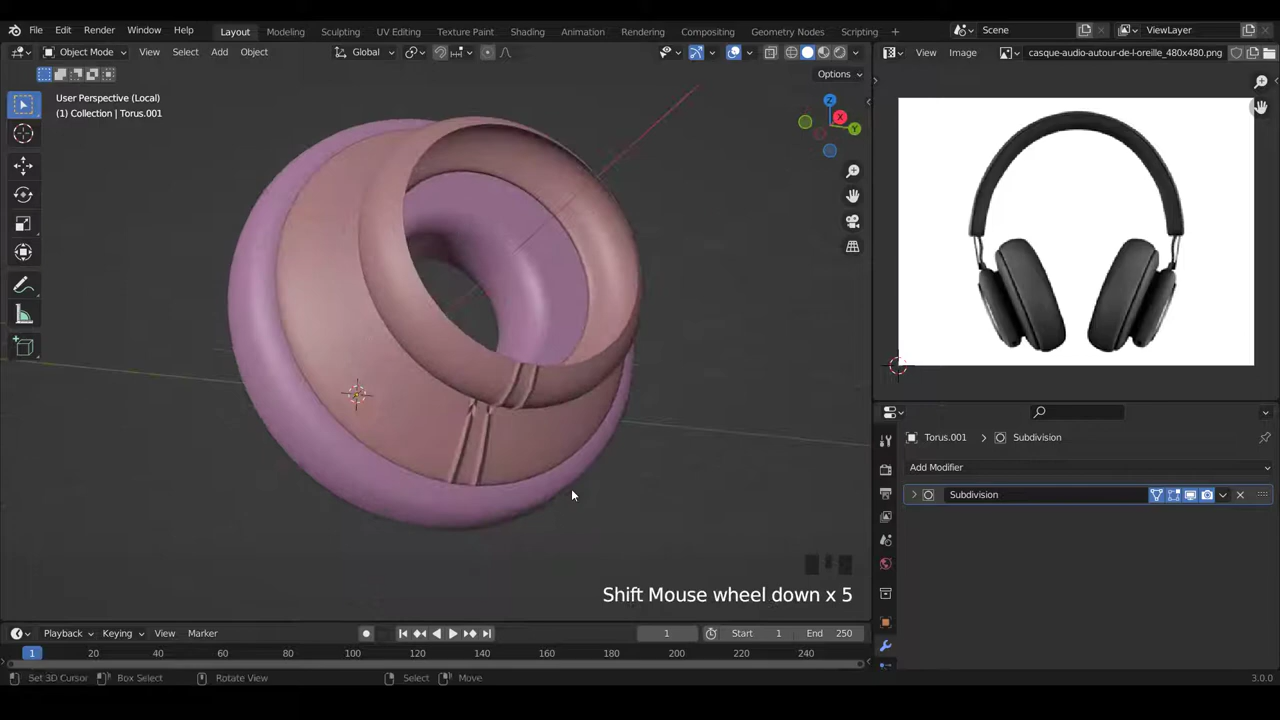 File Edit Render Window Help Layout Modeling Sculpting UV Editing Texture Paint Shading Animation Rendering Compositing Geometry Nodes Scripting + Scene ViewLayer
Object Mode View Select Add Object Global View Image casque-audio-autour-de-l-oreille_480x480.png
Options
User Perspective (Local)
(1) Collection | Torus.001
Z
X
Y
Torus.001 > Subdivision
Add Modifier
Subdivision
Shift Mouse wheel down x 5
Playback Keying View Marker 1 Start 1 End 250
1 20 40 60 80 100 120 140 160 180 200 220 240
Set 3D Cursor Box Select Rotate View Select Move 3.0.0